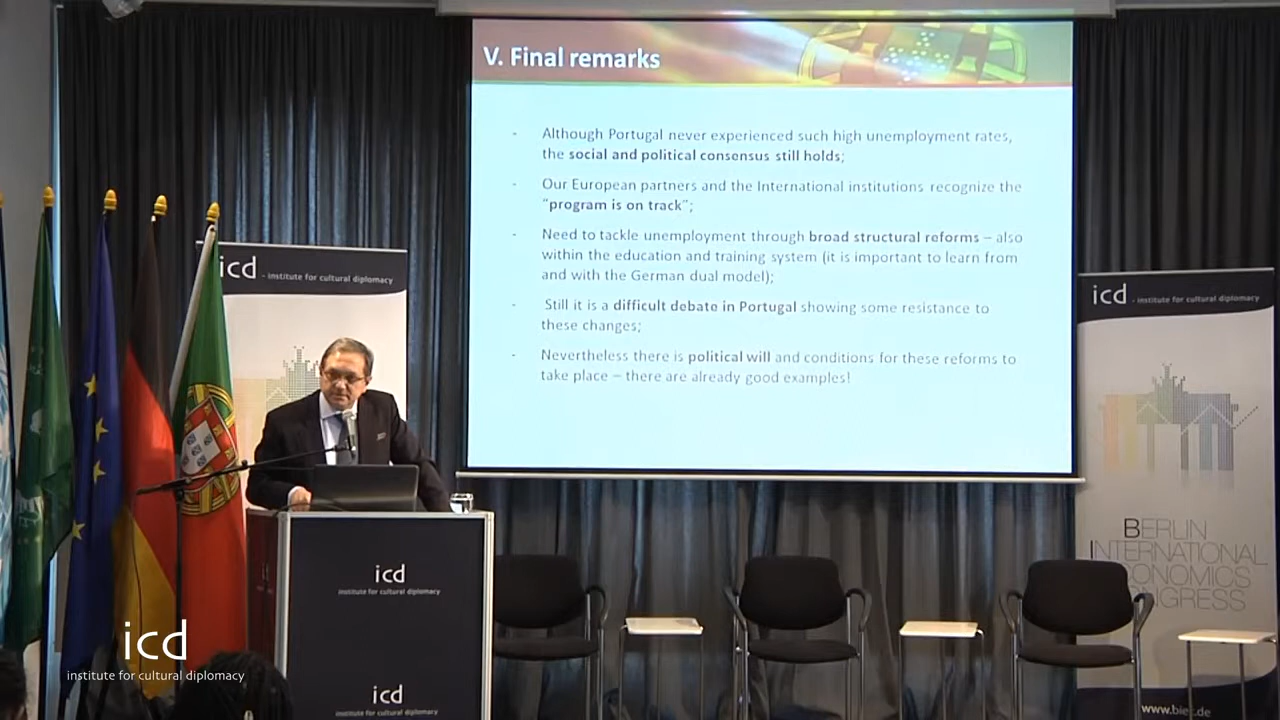 V. Final remarks
- Although Portugal never experienced such high unemployment rates,
the social and political consensus still holds;
- Our European partners and the International institutions recognize the
“program is on track”;
- Need to tackle unemployment through broad structural reforms – also
within the education and training system (it is important to learn from
and with the German dual model);
- Still it is a difficult debate in Portugal showing some resistance to
these changes;
- Nevertheless there is political will and conditions for these reforms to
take place – there are already good examples!
icd - institute for cultural diplomacy
icd - institute for cultural diplomacy
BERLIN
INTERNATIONAL
CONOMICS
GRESS
www.bie
.de
icd
institute for cultural diplomacy
icd
institute for cultural diplomacy
icd
institute for cultural diplomacy